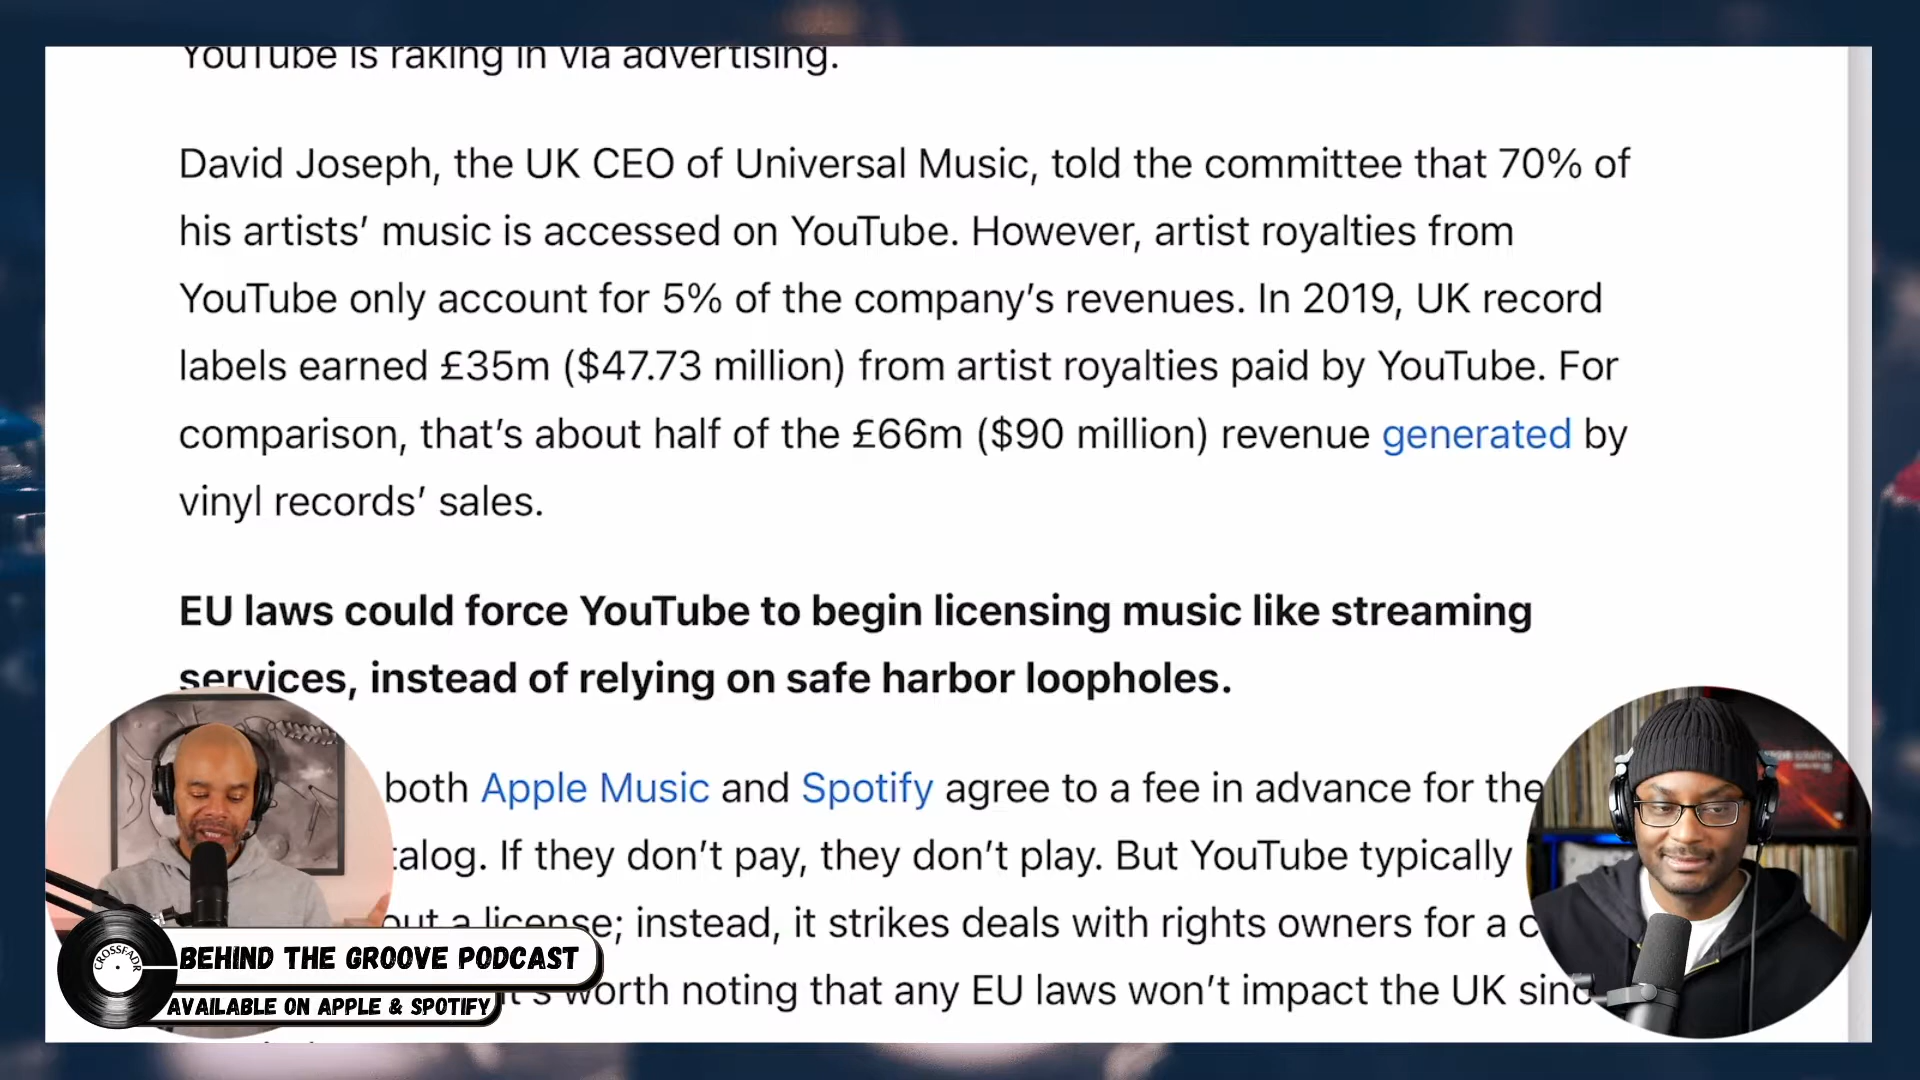 YouTube is raking in via advertising.
David Joseph, the UK CEO of Universal Music, told the committee that 70% of
his artists’ music is accessed on YouTube. However, artist royalties from
YouTube only account for 5% of the company’s revenues. In 2019, UK record
labels earned £35m ($47.73 million) from artist royalties paid by YouTube. For
comparison, that’s about half of the £66m ($90 million) revenue generated by
vinyl records’ sales.
EU laws could force YouTube to begin licensing music like streaming
services, instead of relying on safe harbor loopholes.
both Apple Music and Spotify agree to a fee in advance for the
talog. If they don’t pay, they don’t play. But YouTube typically
out a license; instead, it strikes deals with rights owners for a c
worth noting that any EU laws won’t impact the UK sinc
CROSSFADR
BEHIND THE GROOVE PODCAST
AVAILABLE ON APPLE & SPOTIFY